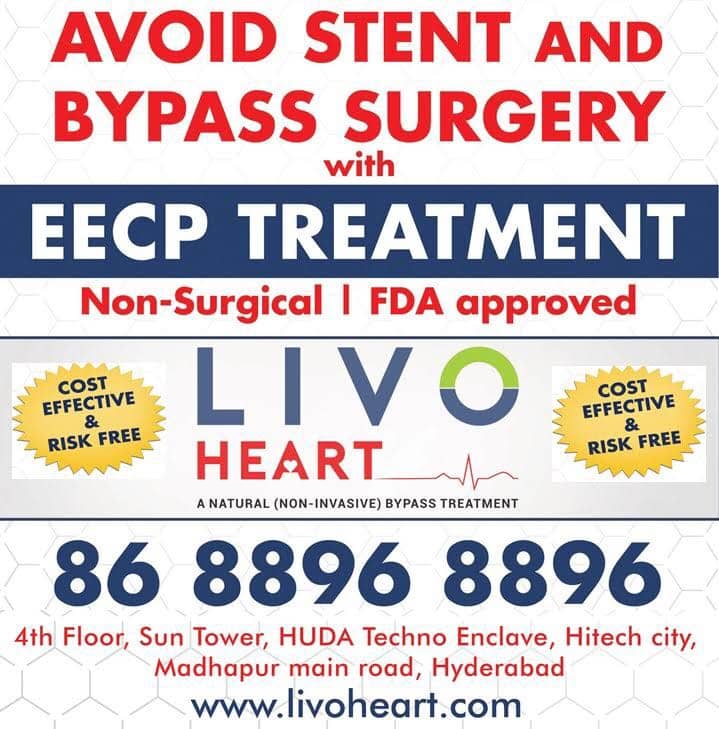 AVOID STENT AND
BYPASS SURGERY
with
EECP TREATMENT
Non-Surgical | FDA approved
COST
EFFECTIVE
&
RISK FREE
LIVO
HEART
A NATURAL (NON-INVASIVE) BYPASS TREATMENT
COST
EFFECTIVE
&
RISK FREE
86 8896 8896
4th Floor, Sun Tower, HUDA Techno Enclave, Hitech city,
Madhapur main road, Hyderabad
www.livoheart.com